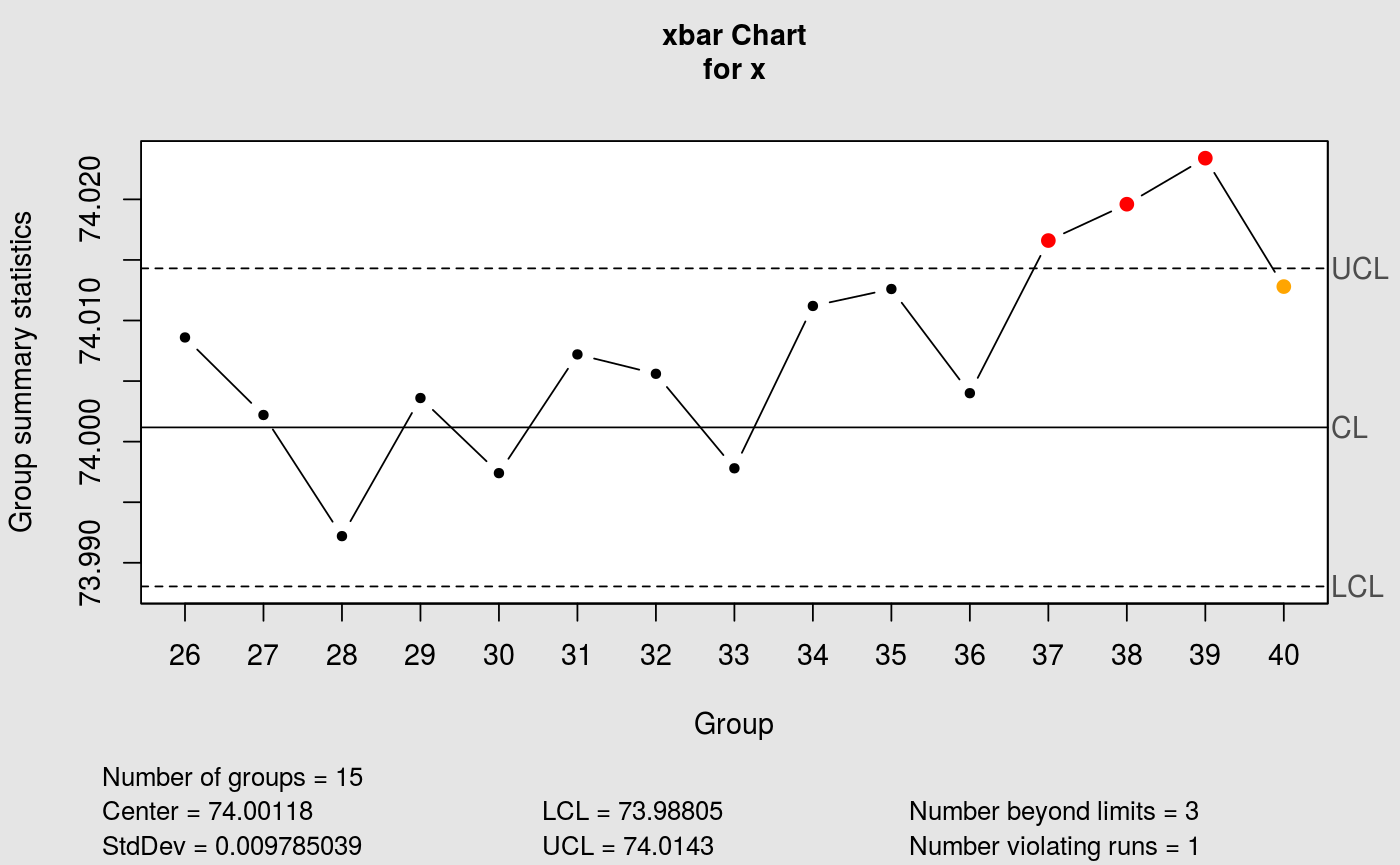 xbar Chart
for x
Group summary statistics
74.020
74.010
74.000
73.990
UCL
CL
LCL
26 27 28 29 30 31 32 33 34 35 36 37 38 39 40
Group
Number of groups = 15
Center = 74.00118 LCL = 73.98805 Number beyond limits = 3
StdDev = 0.009785039 UCL = 74.0143 Number violating runs = 1